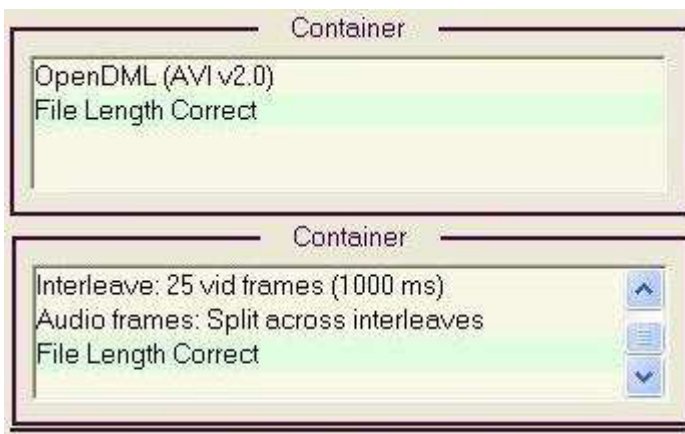 Container
OpenDML (AVI v2.0)
File Length Correct
Container
Interleave: 25 vid frames (1000 ms)
Audio frames: Split across interleaves
File Length Correct